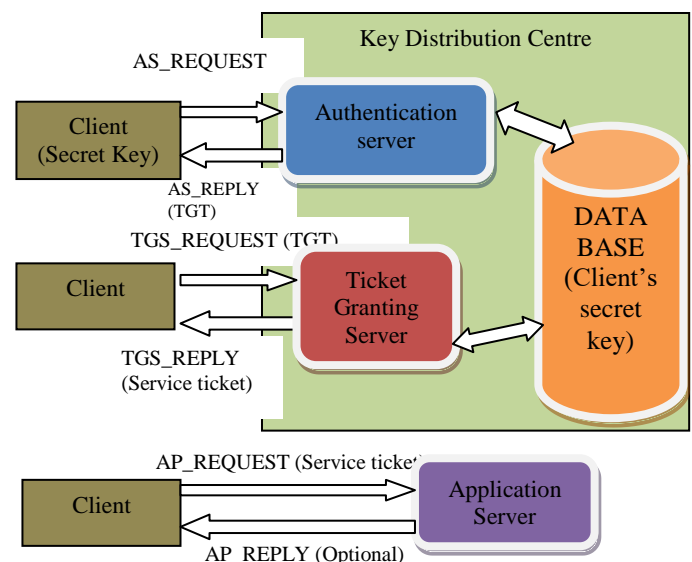 Key Distribution Centre
AS_REQUEST
Client
(Secret Key)
Authentication
server
AS_REPLY
(TGT)
DATA
BASE
(Client's
secret
key)
TGS_REQUEST (TGT)
Client
Ticket
Granting
Server
TGS_REPLY
(Service ticket)
AP_REQUEST (Service ticket)
Client
Application
Server
AP_REPLY (Optional)